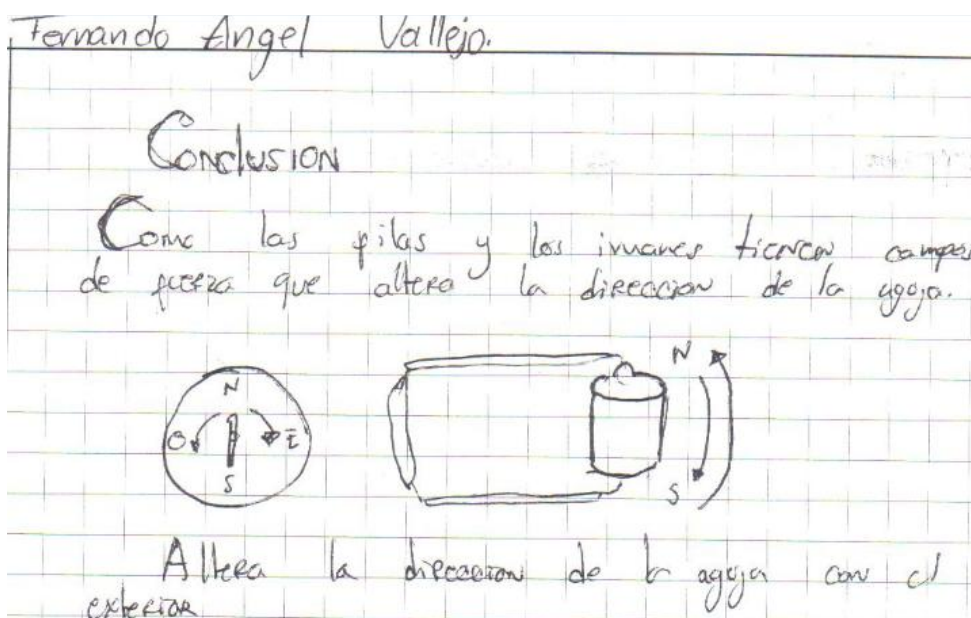 Fernando Angel Vallejo.
Conclusion
Como las pilas y los imanes tienen campos
de fuerza que altera la direccion de la aguja.
N
O E
S
N
S
Altera la direccion de la aguja con el
exterior